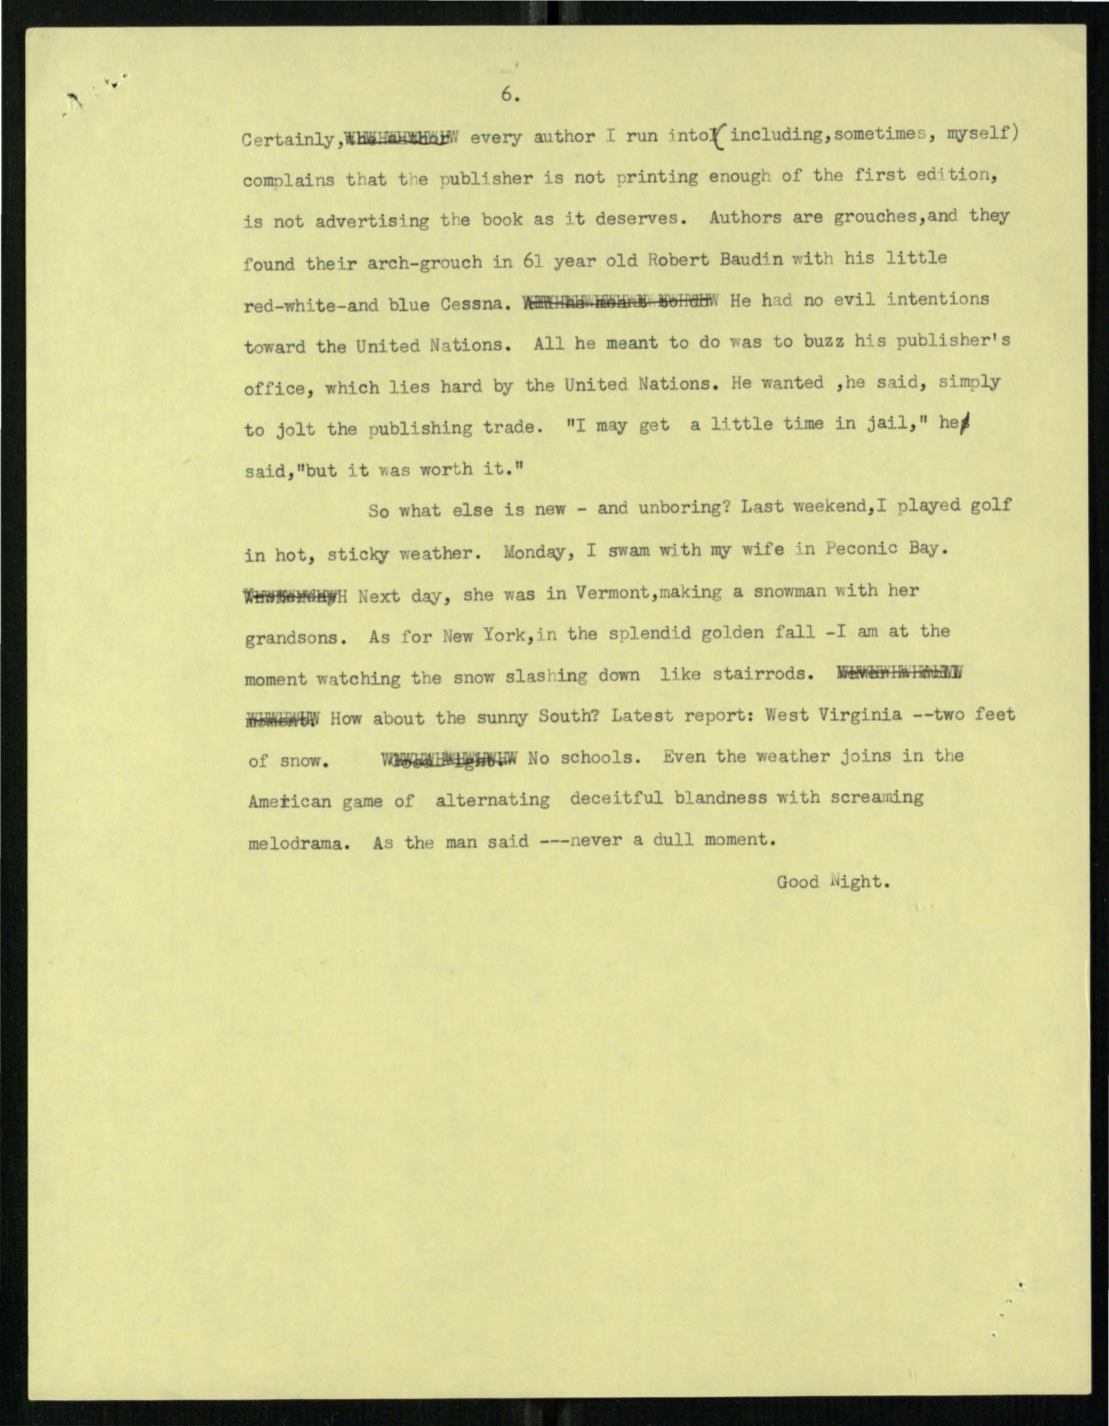 6.
Certainly, every author I run into( including,sometimes, myself)
complains that the publisher is not printing enough of the first edition,
is not advertising the book as it deserves. Authors are grouches,and they
found their arch-grouch in 61 year old Robert Baudin with his little
red-white-and blue Cessna. He had no evil intentions
toward the United Nations. All he meant to do was to buzz his publisher's
office, which lies hard by the United Nations. He wanted ,he said, simply
to jolt the publishing trade. "I may get a little time in jail," he
said,"but it was worth it."
So what else is new - and unboring? Last weekend,I played golf
in hot, sticky weather. Monday, I swam with my wife in Peconic Bay.
Next day, she was in Vermont,making a snowman with her
grandsons. As for New York,in the splendid golden fall -I am at the
moment watching the snow slashing down like stairrods.
How about the sunny South? Latest report: West Virginia --two feet
of snow. No schools. Even the weather joins in the
American game of alternating deceitful blandness with screaming
melodrama. As the man said ---never a dull moment.
Good Night.